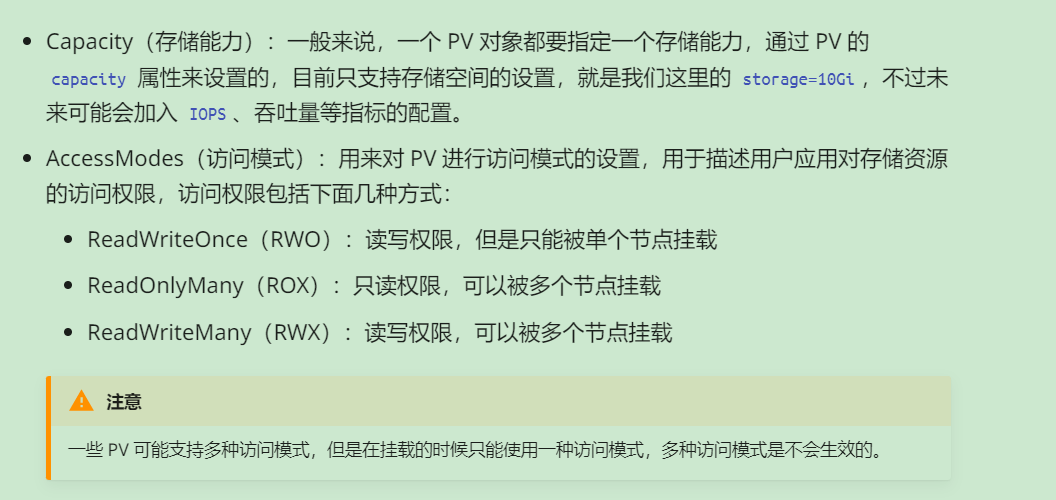 Capacity（存储能力）：一般来说，一个 PV 对象都要指定一个存储能力，通过 PV 的
capacity 属性来设置的，目前只支持存储空间的设置，就是我们这里的 storage=10Gi ，不过未
来可能会加入 IOPS 、吞吐量等指标的配置。
AccessModes（访问模式）：用来对 PV 进行访问模式的设置，用于描述用户应用对存储资源
的访问权限，访问权限包括下面几种方式：
ReadWriteOnce（RWO）：读写权限，但是只能被单个节点挂载
ReadOnlyMany（ROX）：只读权限，可以被多个节点挂载
ReadWriteMany（RWX）：读写权限，可以被多个节点挂载
注意
一些 PV 可能支持多种访问模式，但是在挂载的时候只能使用一种访问模式，多种访问模式是不会生效的。